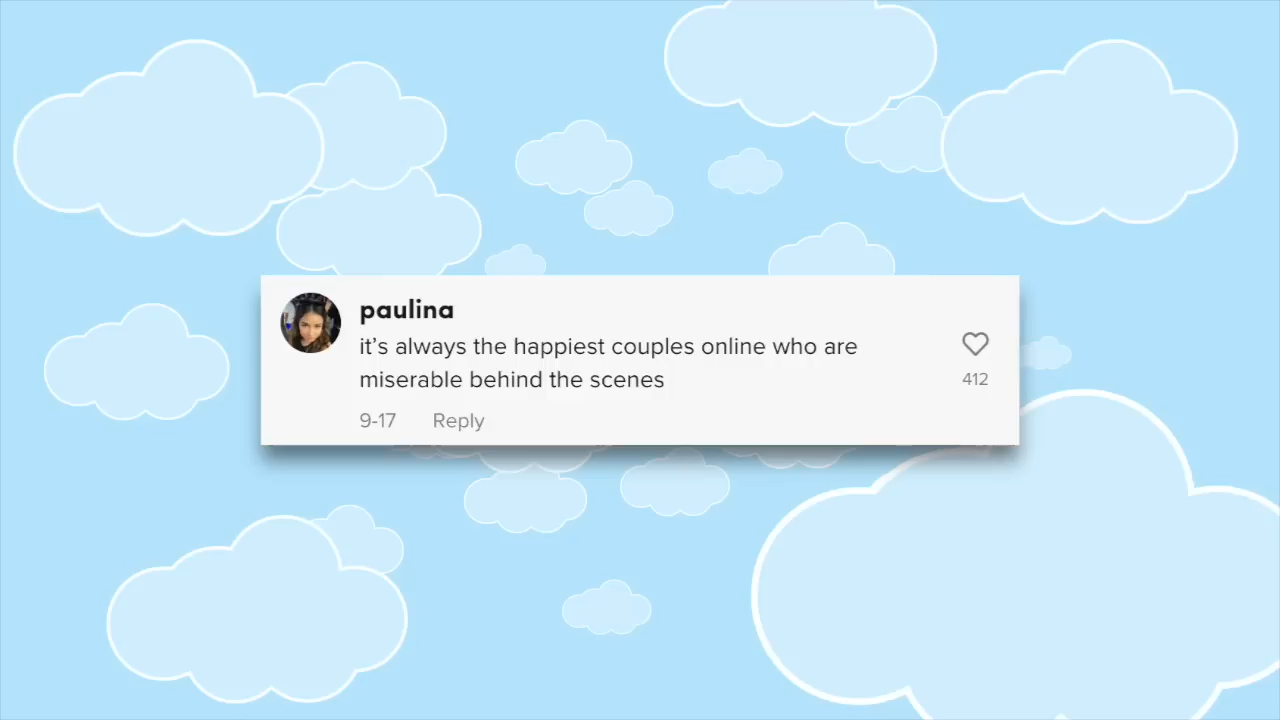 paulina
it’s always the happiest couples online who are
miserable behind the scenes
412
9-17 Reply